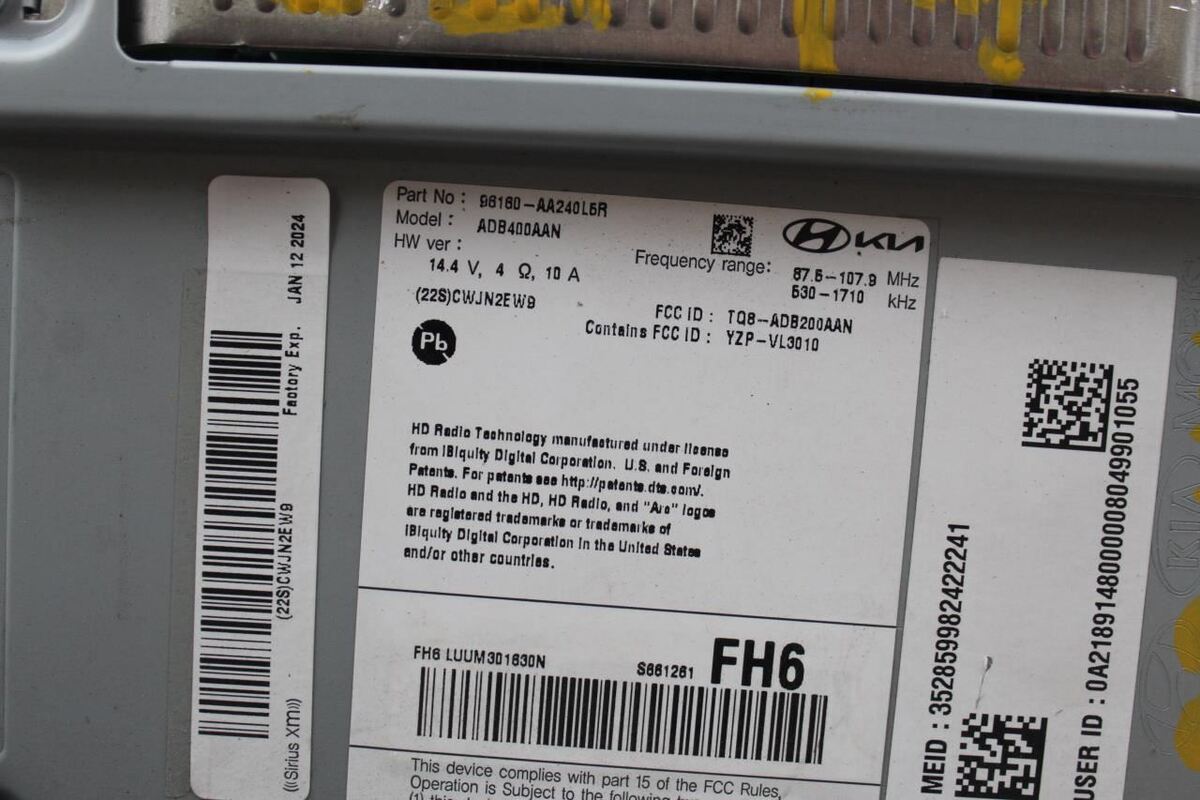 Part No : 96160-AA240L5R
Model : ADB400AAN
HW ver :
14.4 V, 4 Ω, 10 A
(22S)CWJN2EW9
Pb
KIA
Frequency range: 87.5-107.9 MHz
530-1710 kHz
FCC ID : TQ8-ADB200AAN
Contains FCC ID : YZP-VL3010
HD Radio Technology manufactured under license
from iBiquity Digital Corporation. U.S. and Foreign
Patents. For patents see http://patents.dts.com/.
HD Radio and the HD, HD Radio, and "Arc" logos
are registered trademarks or trademarks of
iBiquity Digital Corporation in the United States
and/or other countries.
FH6 LUUM301630N
S661261
FH6
This device complies with part 15 of the FCC Rules,
Operation is Subject to the following
Factory Exp. JAN 12 2024
(22S)CWJN2EW9
(((Sirius Xm)))
MEID : 352859982422241
USER ID : 0A2189148000008049901055
KIA MO